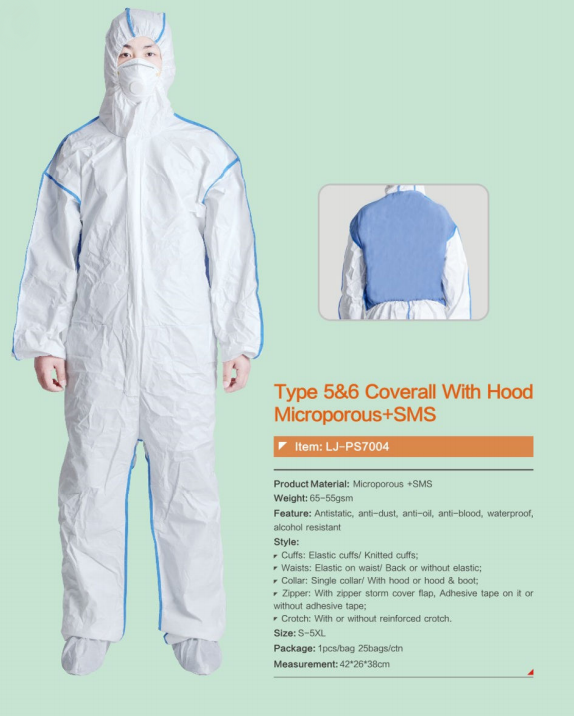 Type 5&6 Coverall With Hood
Microporous+SMS
Item: LJ-PS7004
Product Material: Microporous +SMS
Weight: 65-55gsm
Feature: Antistatic, anti-dust, anti-oil, anti-blood, waterproof,
alcohol resistant
Style:
Cuffs: Elastic cuffs/ Knitted cuffs;
Waists: Elastic on waist/ Back or without elastic;
Collar: Single collar/ With hood or hood & boot;
Zipper: With zipper storm cover flap, Adhesive tape on it or
without adhesive tape;
Crotch: With or without reinforced crotch.
Size: S-5XL
Package: 1pcs/bag 25bags/ctn
Measurement: 42*26*38cm